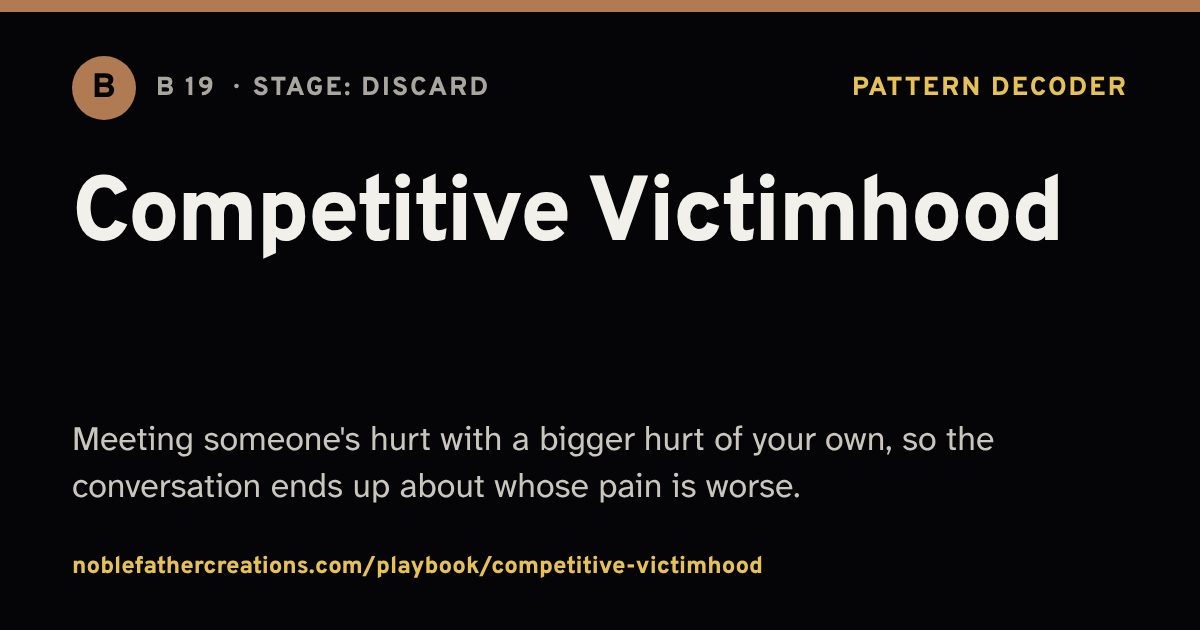 B
B 19 · STAGE: DISCARD
PATTERN DECODER
Competitive Victimhood
Meeting someone's hurt with a bigger hurt of your own, so the
conversation ends up about whose pain is worse.
noblefathercreations.com/playbook/competitive-victimhood